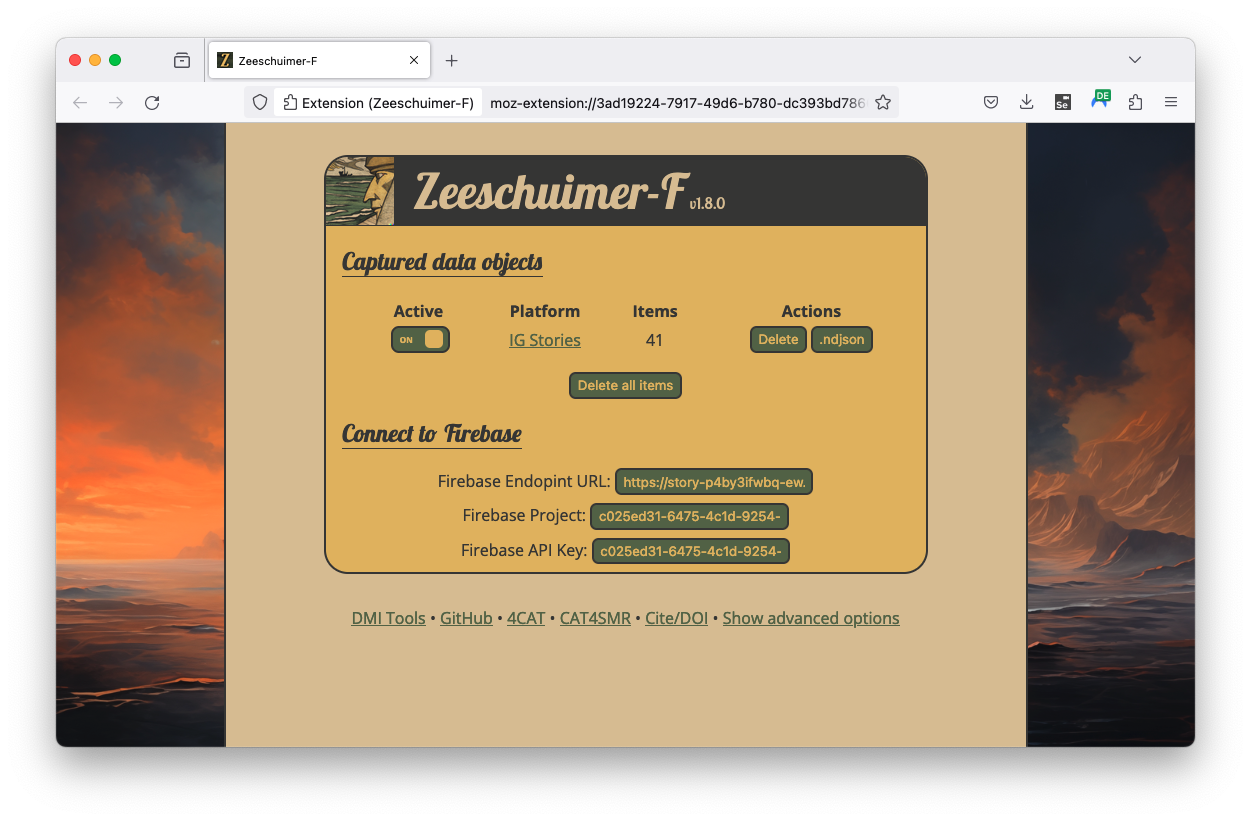 Zeeschuimer-F
Extension (Zeeschuimer-F) moz-extension://3ad19224-7917-49d6-b780-dc393bd786
Se DE
Zeeschuimer-F v1.8.0
Captured data objects
Active Platform Items Actions
ON IG Stories 41 Delete .ndjson
Delete all items
Connect to Firebase
Firebase Endopint URL: https://story-p4by3ifwbq-ew.
Firebase Project: c025ed31-6475-4c1d-9254-
Firebase API Key: c025ed31-6475-4c1d-9254-
DMI Tools • GitHub • 4CAT • CAT4SMR • Cite/DOI • Show advanced options